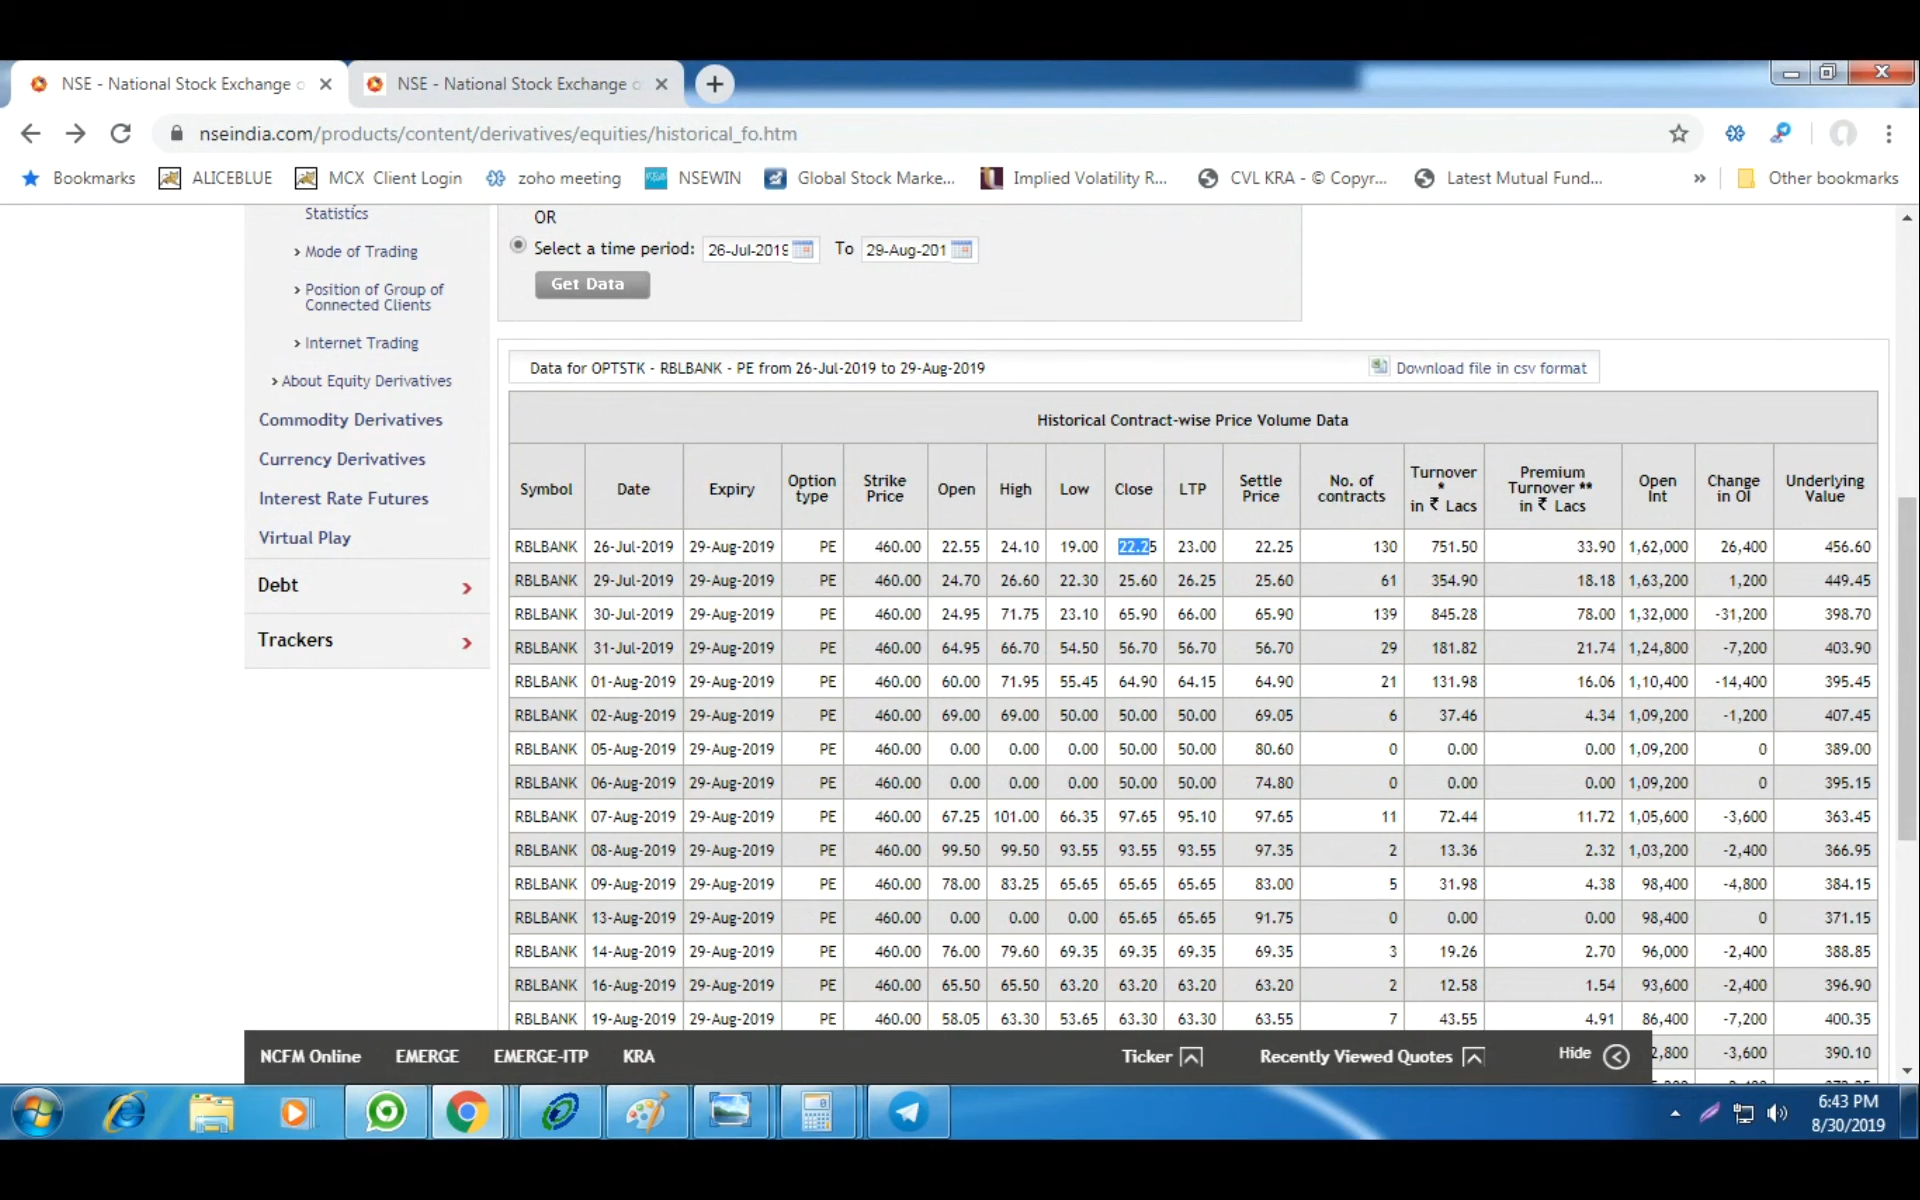 NSE - National Stock Exchange o
NSE - National Stock Exchange o
nseindia.com/products/content/derivatives/equities/historical_fo.htm
Bookmarks ALICEBLUE MCX Client Login zoho meeting NSEWIN Global Stock Marke... Implied Volatility R... CVL KRA - © Copyr... Latest Mutual Fund... » Other bookmarks
Statistics
› Mode of Trading
› Position of Group of
Connected Clients
› Internet Trading
› About Equity Derivatives
Commodity Derivatives
Currency Derivatives
Interest Rate Futures
Virtual Play
Debt
Trackers
OR
Select a time period: 26-Jul-2019 To 29-Aug-201
Get Data
Data for OPTSTK - RBLBANK - PE from 26-Jul-2019 to 29-Aug-2019 Download file in csv format
Historical Contract-wise Price Volume Data
Symbol Date Expiry Option type Strike Price Open High Low Close LTP Settle Price No. of contracts Turnover * in ₹ Lacs Premium Turnover ** in ₹ Lacs Open Int Change in OI Underlying Value
RBLBANK 26-Jul-2019 29-Aug-2019 PE 460.00 22.55 24.10 19.00 22.25 23.00 22.25 130 751.50 33.90 1,62,000 26,400 456.60
RBLBANK 29-Jul-2019 29-Aug-2019 PE 460.00 24.70 26.60 22.30 25.60 26.25 25.60 61 354.90 18.18 1,63,200 1,200 449.45
RBLBANK 30-Jul-2019 29-Aug-2019 PE 460.00 24.95 71.75 23.10 65.90 66.00 65.90 139 845.28 78.00 1,32,000 -31,200 398.70
RBLBANK 31-Jul-2019 29-Aug-2019 PE 460.00 64.95 66.70 54.50 56.70 56.70 56.70 29 181.82 21.74 1,24,800 -7,200 403.90
RBLBANK 01-Aug-2019 29-Aug-2019 PE 460.00 60.00 71.95 55.45 64.90 64.15 64.90 21 131.98 16.06 1,10,400 -14,400 395.45
RBLBANK 02-Aug-2019 29-Aug-2019 PE 460.00 69.00 69.00 50.00 50.00 50.00 69.05 6 37.46 4.34 1,09,200 -1,200 407.45
RBLBANK 05-Aug-2019 29-Aug-2019 PE 460.00 0.00 0.00 0.00 50.00 50.00 80.60 0 0.00 0.00 1,09,200 0 389.00
RBLBANK 06-Aug-2019 29-Aug-2019 PE 460.00 0.00 0.00 0.00 50.00 50.00 74.80 0 0.00 0.00 1,09,200 0 395.15
RBLBANK 07-Aug-2019 29-Aug-2019 PE 460.00 67.25 101.00 66.35 97.65 95.10 97.65 11 72.44 11.72 1,05,600 -3,600 363.45
RBLBANK 08-Aug-2019 29-Aug-2019 PE 460.00 99.50 99.50 93.55 93.55 93.55 97.35 2 13.36 2.32 1,03,200 -2,400 366.95
RBLBANK 09-Aug-2019 29-Aug-2019 PE 460.00 78.00 83.25 65.65 65.65 65.65 83.00 5 31.98 4.38 98,400 -4,800 384.15
RBLBANK 13-Aug-2019 29-Aug-2019 PE 460.00 0.00 0.00 0.00 65.65 65.65 91.75 0 0.00 0.00 98,400 0 371.15
RBLBANK 14-Aug-2019 29-Aug-2019 PE 460.00 76.00 79.60 69.35 69.35 69.35 69.35 3 19.26 2.70 96,000 -2,400 388.85
RBLBANK 16-Aug-2019 29-Aug-2019 PE 460.00 65.50 65.50 63.20 63.20 63.20 63.20 2 12.58 1.54 93,600 -2,400 396.90
RBLBANK 19-Aug-2019 29-Aug-2019 PE 460.00 58.05 63.30 53.65 63.30 63.30 63.55 7 43.55 4.91 86,400 -7,200 400.35
2,800 -3,600 390.10
NCFM Online EMERGE EMERGE-ITP KRA Ticker Recently Viewed Quotes Hide
6:43 PM
8/30/2019